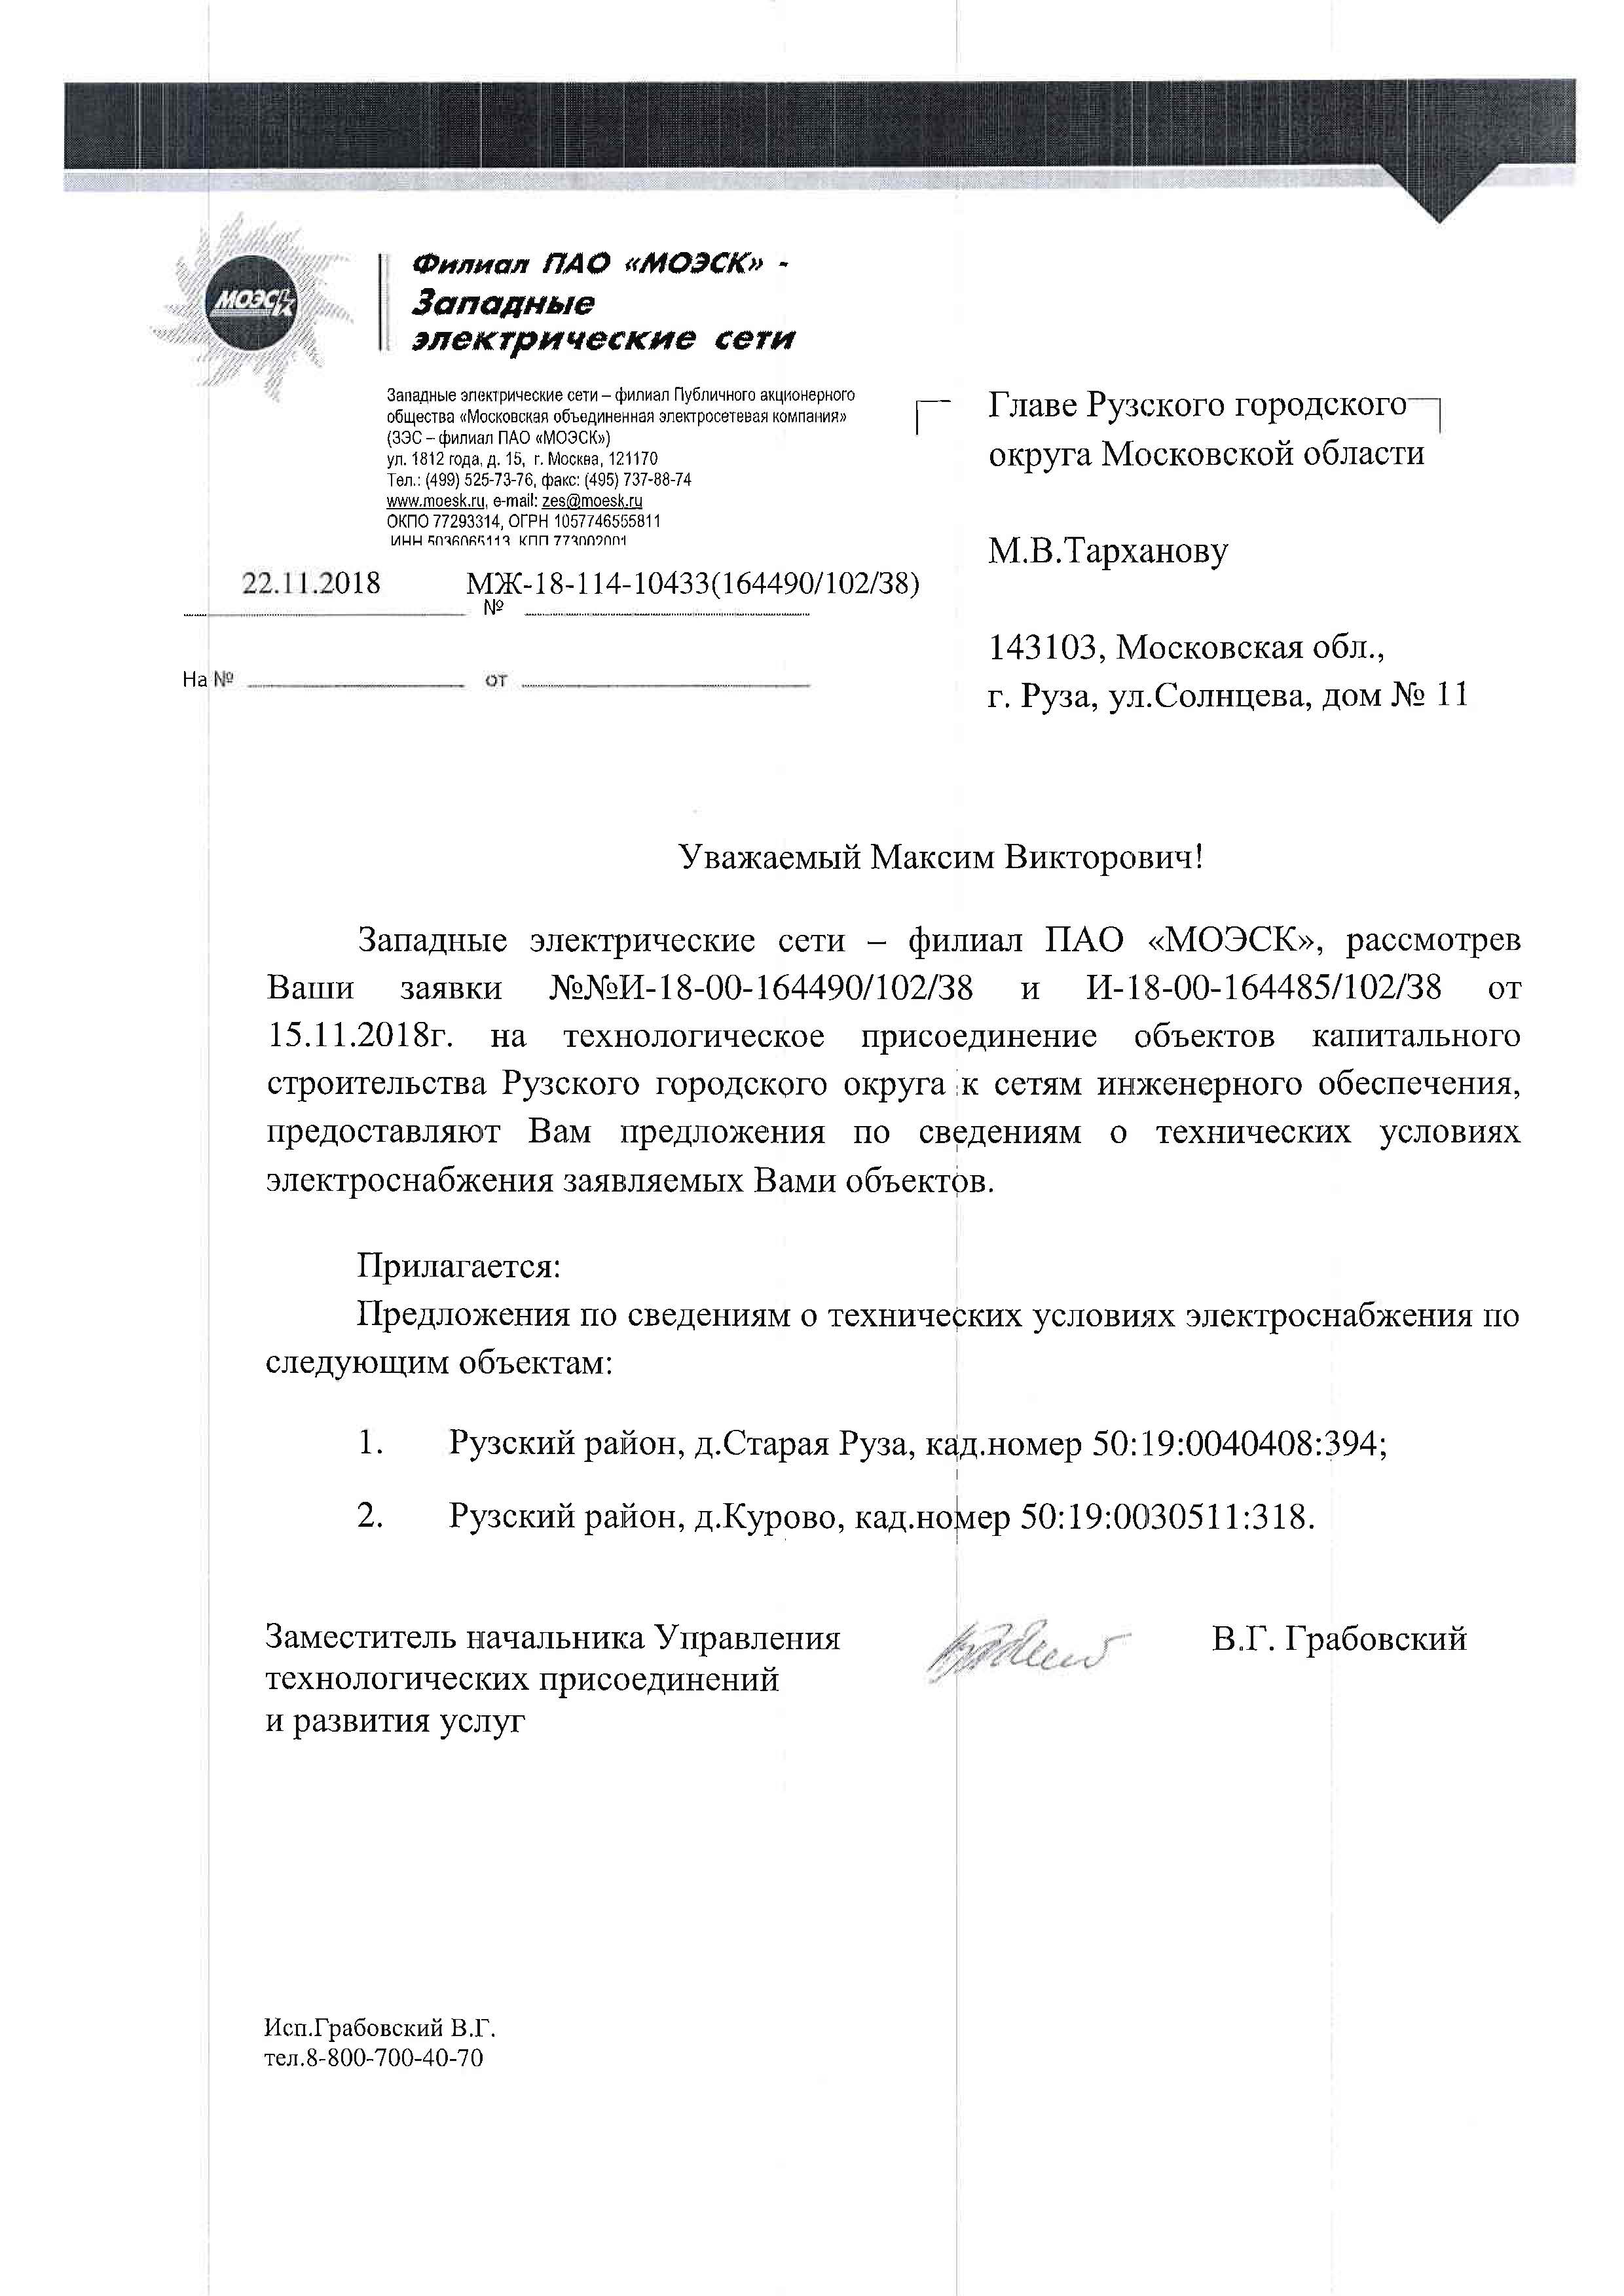 МОЭСК
Филиал ПАО «МОЭСК» -
Западные
электрические сети
Западные электрические сети – филиал Публичного акционерного
общества «Московская объединенная электросетевая компания»
(ЗЭС – филиал ПАО «МОЭСК»)
ул. 1812 года, д. 15, г. Москва, 121170
Тел.: (499) 525-73-76, факс: (495) 737-88-74
www.moesk.ru, e-mail: zes@moesk.ru
ОКПО 77293314, ОГРН 1057746555811
ИНН 5036065113 КПП 773002001
22.11.2018 МЖ-18-114-10433(164490/102/38)
№
На № от
Главе Рузского городского
округа Московской области
М.В.Тарханову
143103, Московская обл.,
г. Руза, ул.Солнцева, дом № 11
Уважаемый Максим Викторович!
Западные электрические сети – филиал ПАО «МОЭСК», рассмотрев
Ваши заявки №№И-18-00-164490/102/38 и И-18-00-164485/102/38 от
15.11.2018г. на технологическое присоединение объектов капитального
строительства Рузского городского округа к сетям инженерного обеспечения,
предоставляют Вам предложения по сведениям о технических условиях
электроснабжения заявляемых Вами объектов.
Прилагается:
Предложения по сведениям о технических условиях электроснабжения по
следующим объектам:
1. Рузский район, д.Старая Руза, кад.номер 50:19:0040408:394;
2. Рузский район, д.Курово, кад.номер 50:19:0030511:318.
Заместитель начальника Управления В.Г. Грабовский
технологических присоединений
и развития услуг
Исп.Грабовский В.Г.
тел.8-800-700-40-70